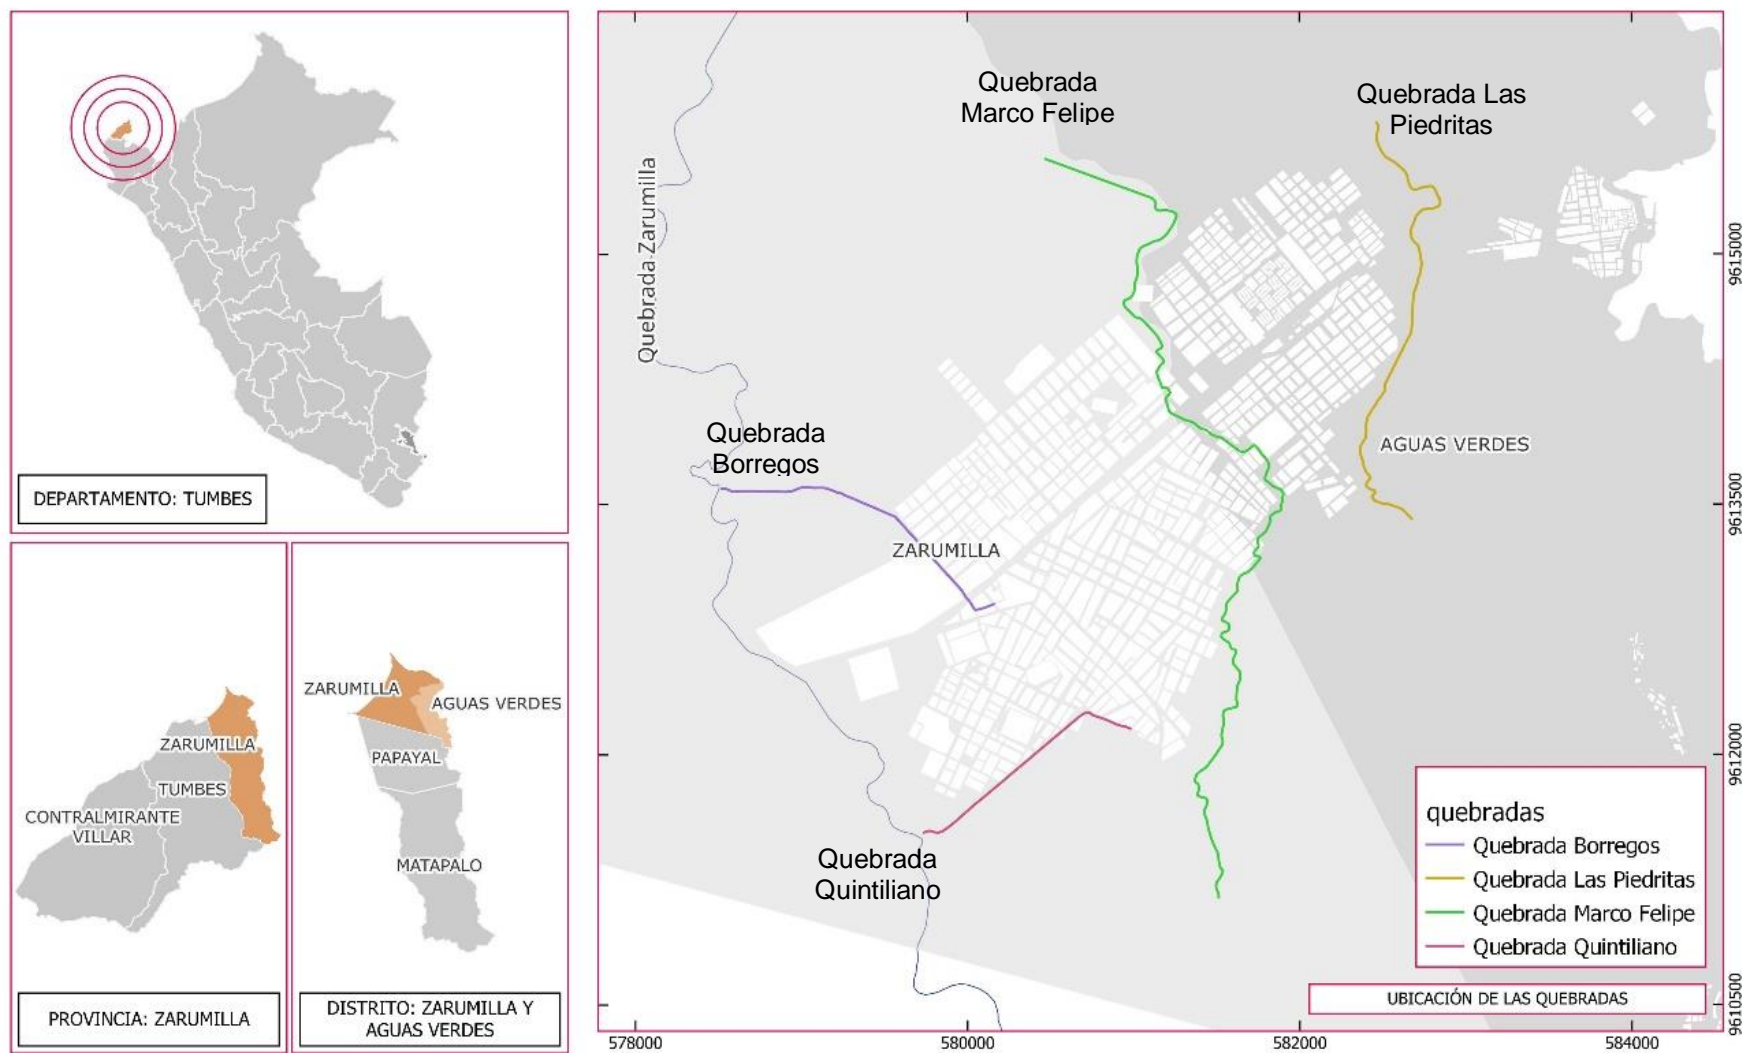 DEPARTAMENTO: TUMBES
ZARUMILLA
TUMBES
CONTRALMIRANTE
VILLAR
PROVINCIA: ZARUMILLA
ZARUMILLA
AGUAS VERDES
PAPAYAL
MATAPALO
DISTRITO: ZARUMILLA Y
AGUAS VERDES
Quebrada
Marco Felipe
Quebrada Las
Piedritas
Quebrada Zarumilla
Quebrada
Borregos
AGUAS VERDES
ZARUMILLA
Quebrada
Quintiliano
quebradas
Quebrada Borregos
Quebrada Las Piedritas
Quebrada Marco Felipe
Quebrada Quintiliano
UBICACIÓN DE LAS QUEBRADAS
9615000
9613500
9612000
9610500
578000
580000
582000
584000